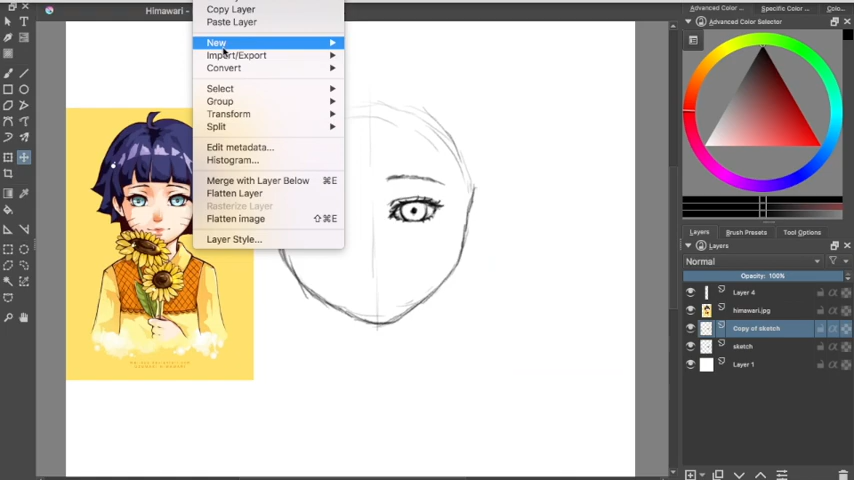 Himawari -
Copy Layer
Paste Layer
New
Import/Export
Convert
Select
Group
Transform
Split
Edit metadata...
Histogram...
Merge with Layer Below ⌘E
Flatten Layer
Rasterize Layer
Flatten image ⇧⌘E
Layer Style...
Advanced Color ...
Specific Color ...
Colo...
Advanced Color Selector
Layers
Brush Presets
Tool Options
Layers
Normal
Opacity: 100%
Layer 4
himawari.jpg
Copy of sketch
sketch
Layer 1